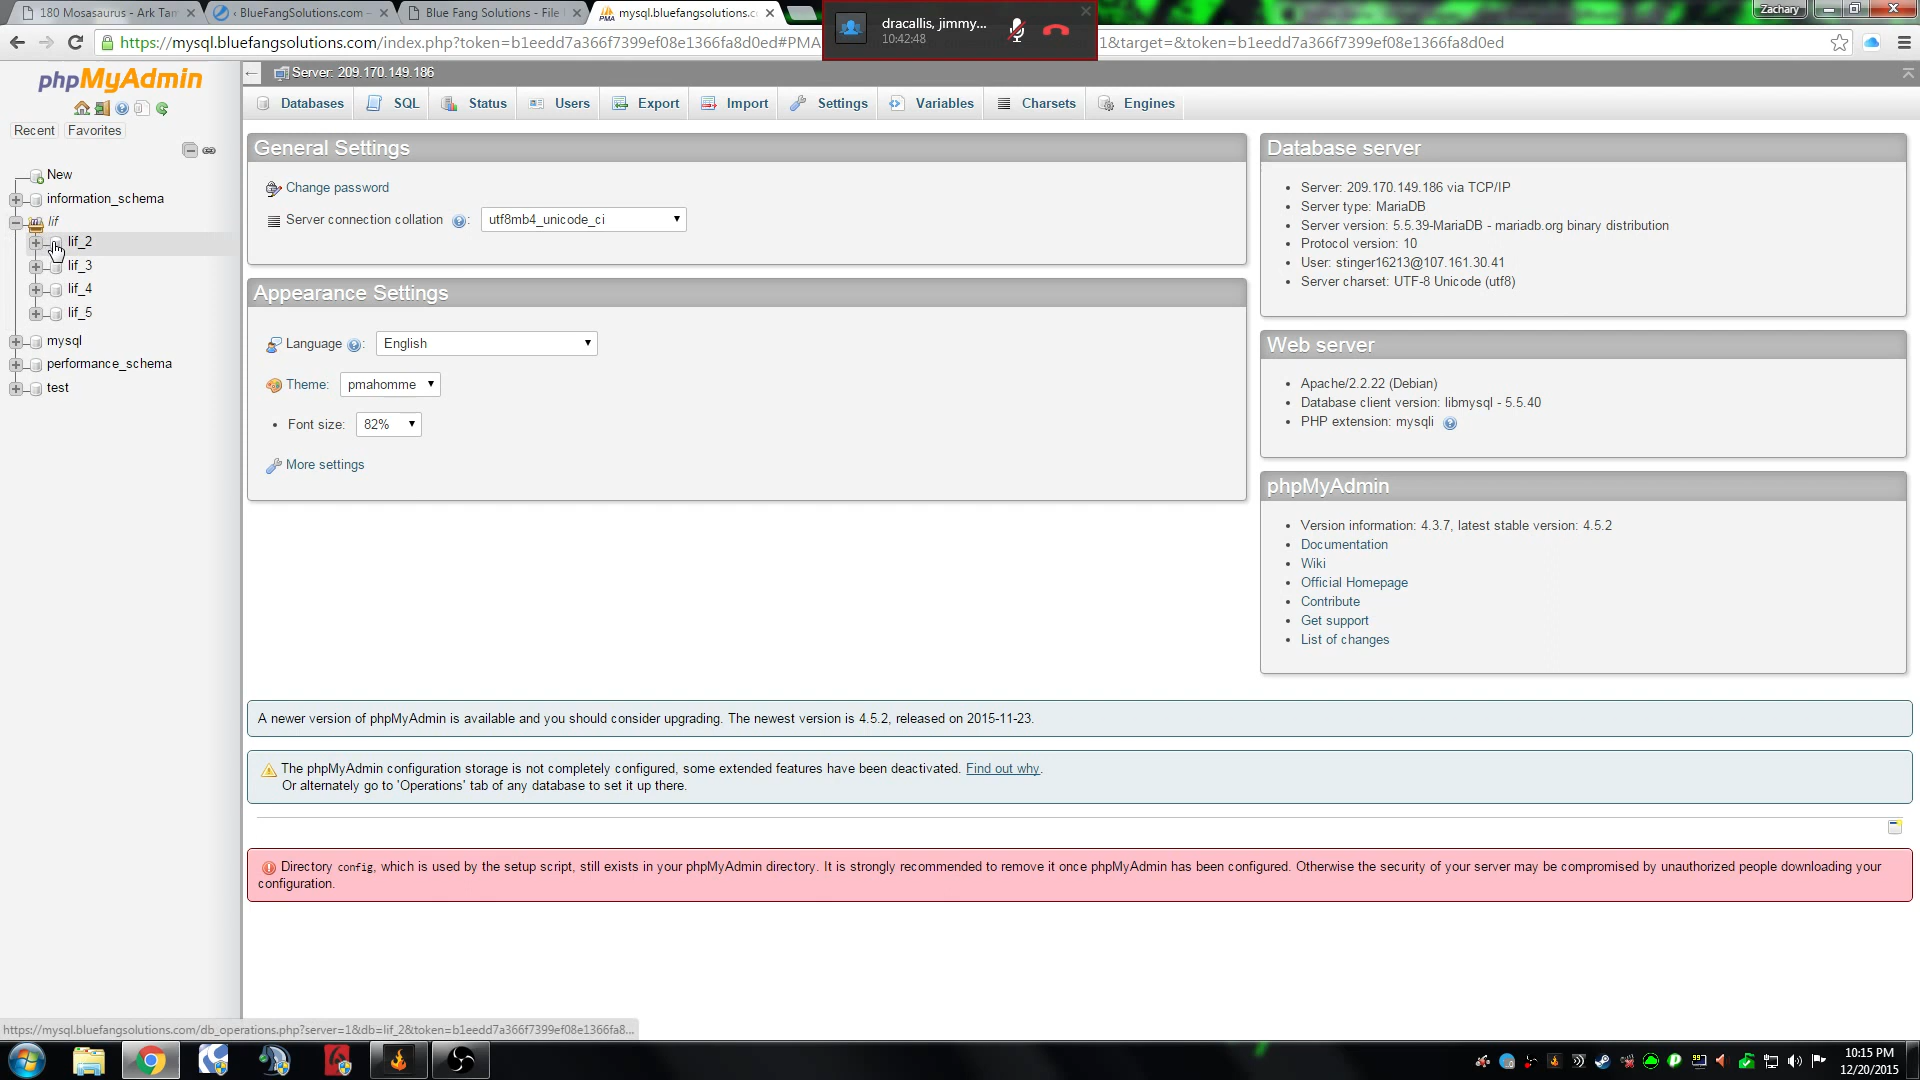 180 Mosasaurus - Ark Tam
‹ BlueFangSolutions.com –
Blue Fang Solutions - File
mysql.bluefangsolutions.c
dracallis, jimmy...
10:42:48
Zachary
https://mysql.bluefangsolutions.com/index.php?token=b1eedd7a366f7399ef08e1366fa8d0ed#PMA
1&target=&token=b1eedd7a366f7399ef08e1366fa8d0ed
phpMyAdmin
Recent
Favorites
New
information_schema
lif
lif_2
lif_3
lif_4
lif_5
mysql
performance_schema
test
Server: 209.170.149.186
Databases
SQL
Status
Users
Export
Import
Settings
Variables
Charsets
Engines
General Settings
Change password
Server connection collation : utf8mb4_unicode_ci
Appearance Settings
Language : English
Theme: pmahomme
• Font size: 82%
More settings
Database server
• Server: 209.170.149.186 via TCP/IP
• Server type: MariaDB
• Server version: 5.5.39-MariaDB - mariadb.org binary distribution
• Protocol version: 10
• User: stinger16213@107.161.30.41
• Server charset: UTF-8 Unicode (utf8)
Web server
• Apache/2.2.22 (Debian)
• Database client version: libmysql - 5.5.40
• PHP extension: mysqli
phpMyAdmin
• Version information: 4.3.7, latest stable version: 4.5.2
• Documentation
• Wiki
• Official Homepage
• Contribute
• Get support
• List of changes
A newer version of phpMyAdmin is available and you should consider upgrading. The newest version is 4.5.2, released on 2015-11-23.
The phpMyAdmin configuration storage is not completely configured, some extended features have been deactivated. Find out why.
Or alternately go to 'Operations' tab of any database to set it up there.
Directory config, which is used by the setup script, still exists in your phpMyAdmin directory. It is strongly recommended to remove it once phpMyAdmin has been configured. Otherwise the security of your server may be compromised by unauthorized people downloading your
configuration.
https://mysql.bluefangsolutions.com/db_operations.php?server=1&db=lif_2&token=b1eedd7a366f7399ef08e1366fa8...
10:15 PM
12/20/2015